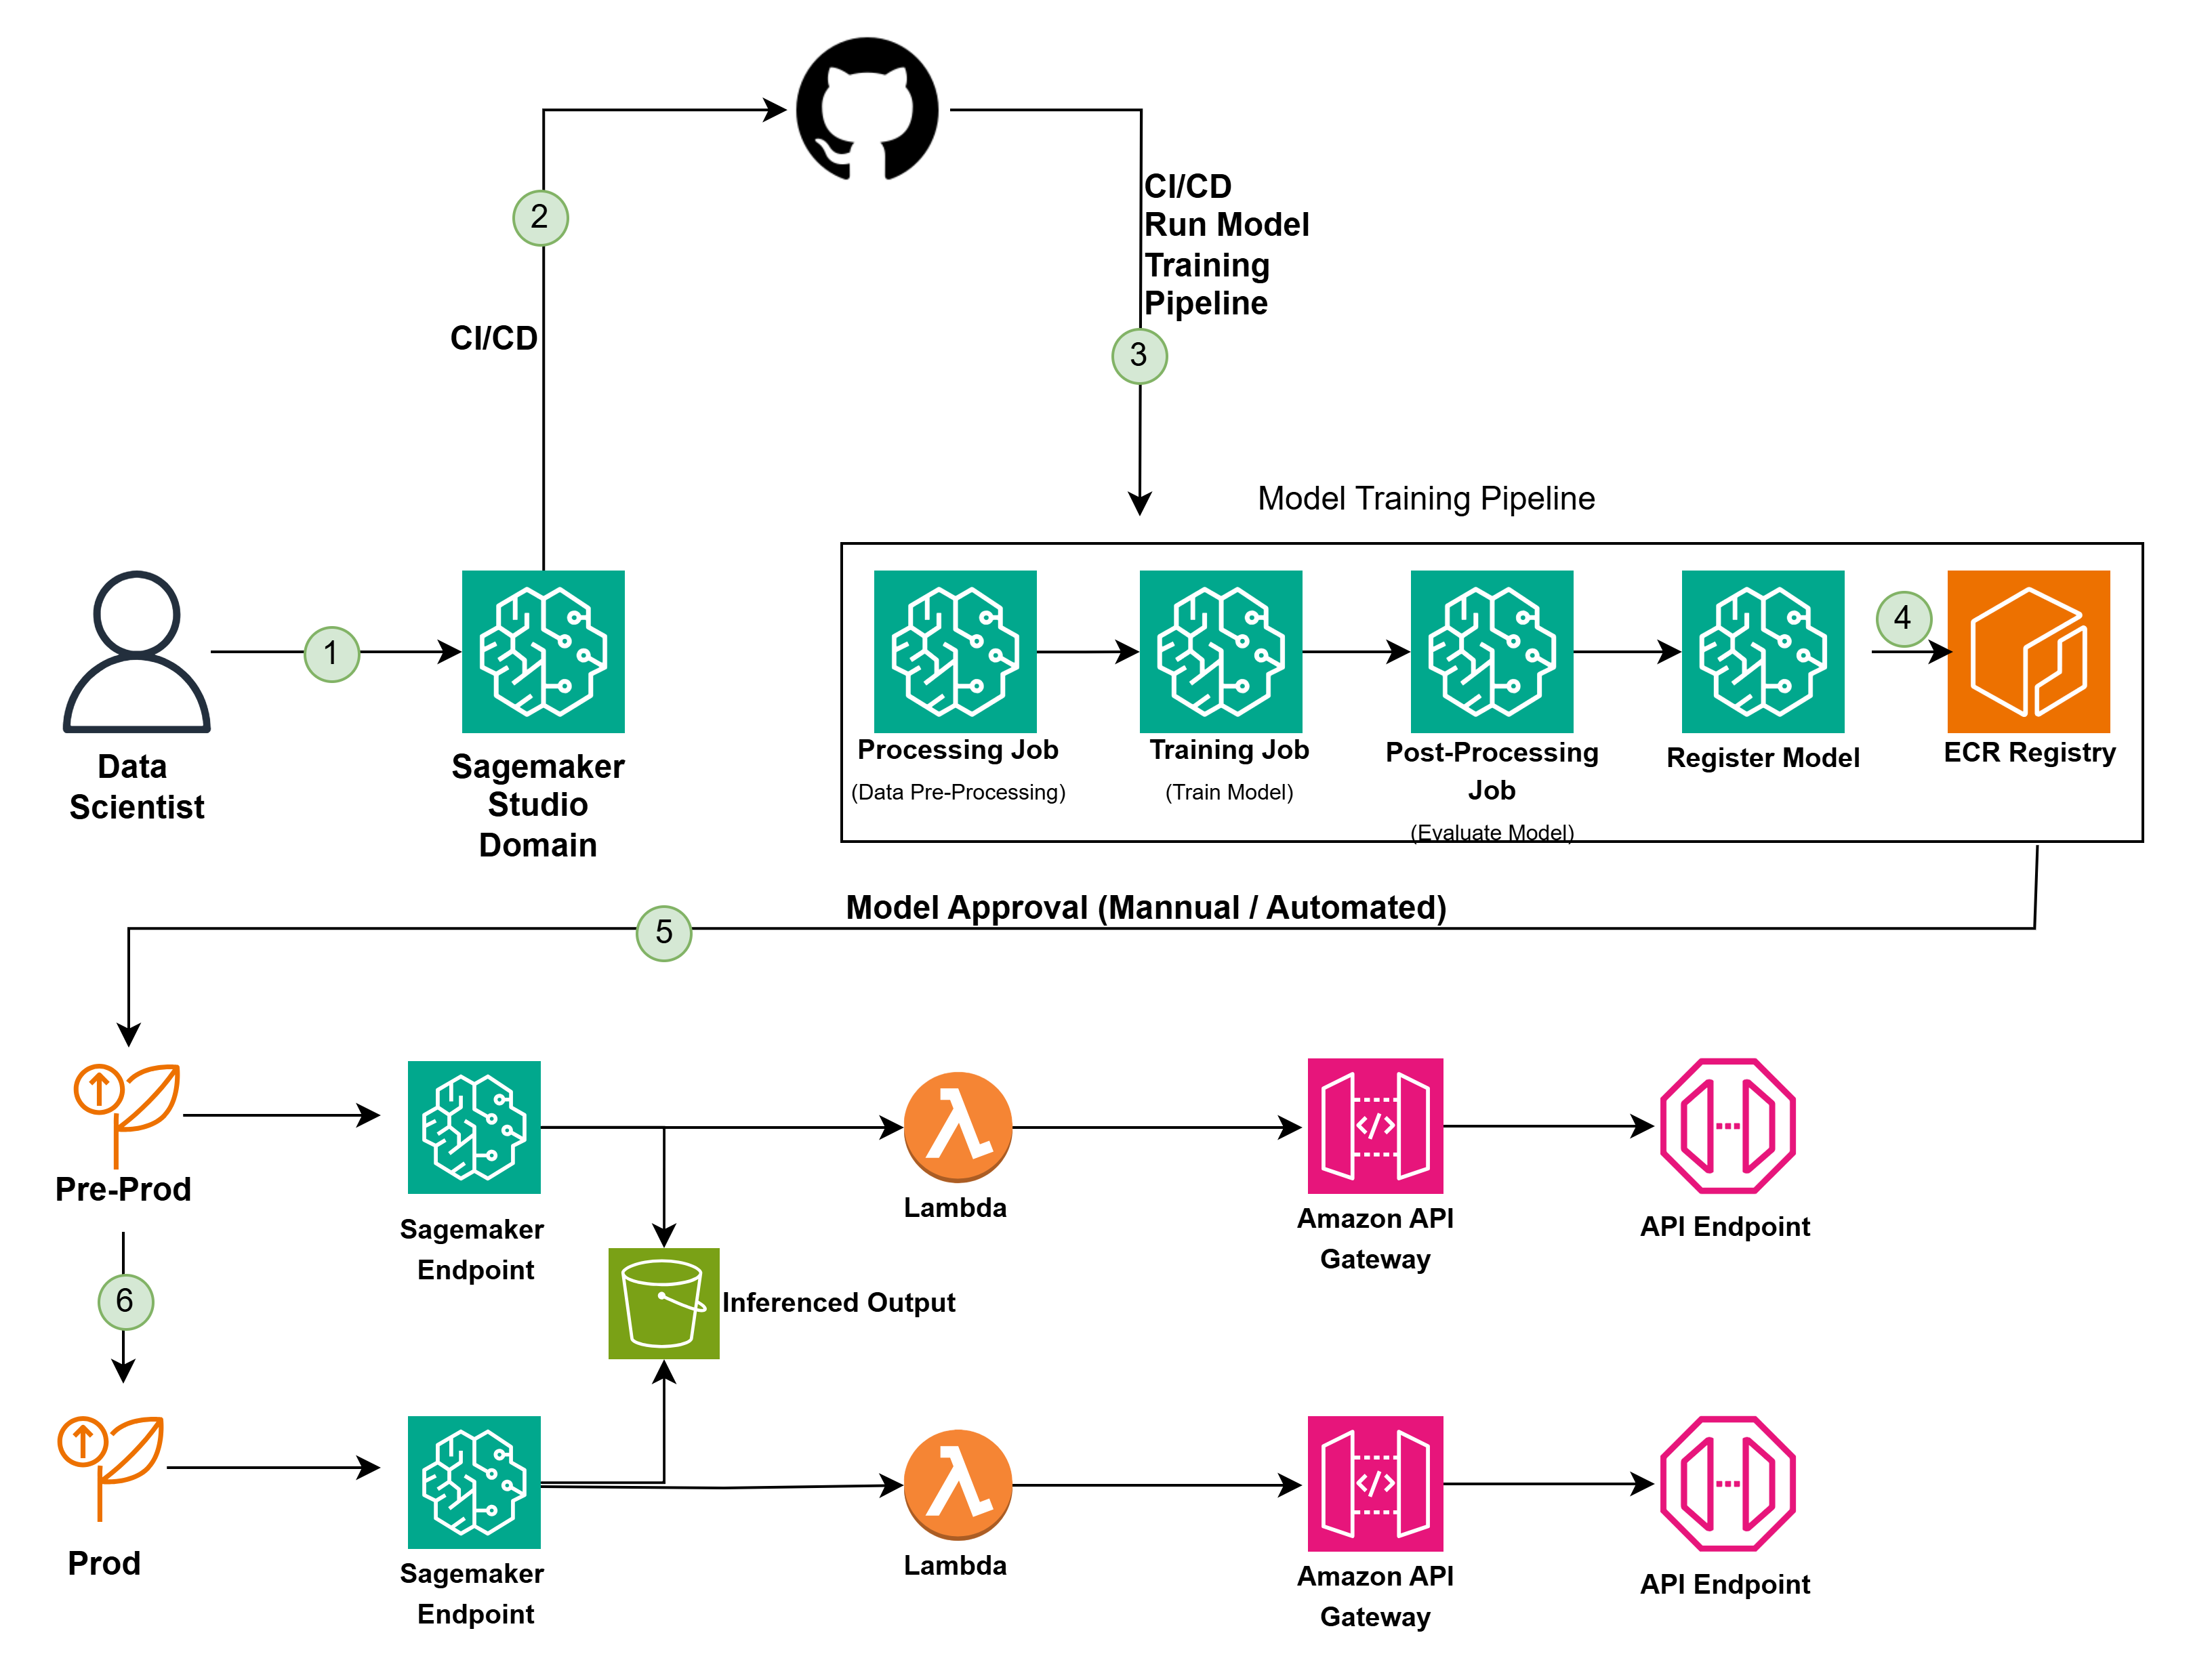 2
CI/CD
Run Model
Training
Pipeline
CI/CD
3
Model Training Pipeline
1
4
Data
Scientist
Sagemaker
Studio
Domain
Processing Job
(Data Pre-Processing)
Training Job
(Train Model)
Post-Processing
Job
(Evaluate Model)
Register Model
ECR Registry
Model Approval (Mannual / Automated)
5
Pre-Prod
Sagemaker
Endpoint
Lambda
Amazon API
Gateway
API Endpoint
6
Inferenced Output
Prod
Sagemaker
Endpoint
Lambda
Amazon API
Gateway
API Endpoint